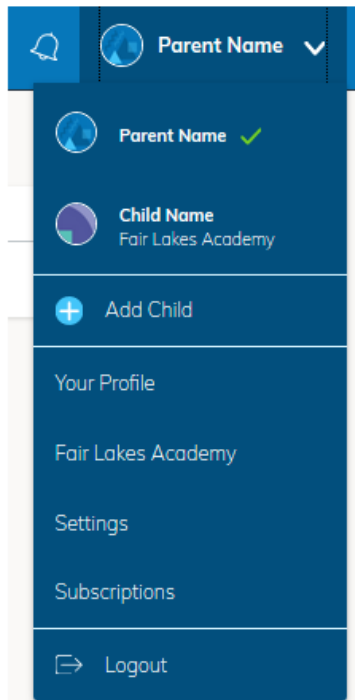 Parent Name
Parent Name
Child Name
Fair Lakes Academy
Add Child
Your Profile
Fair Lakes Academy
Settings
Subscriptions
Logout